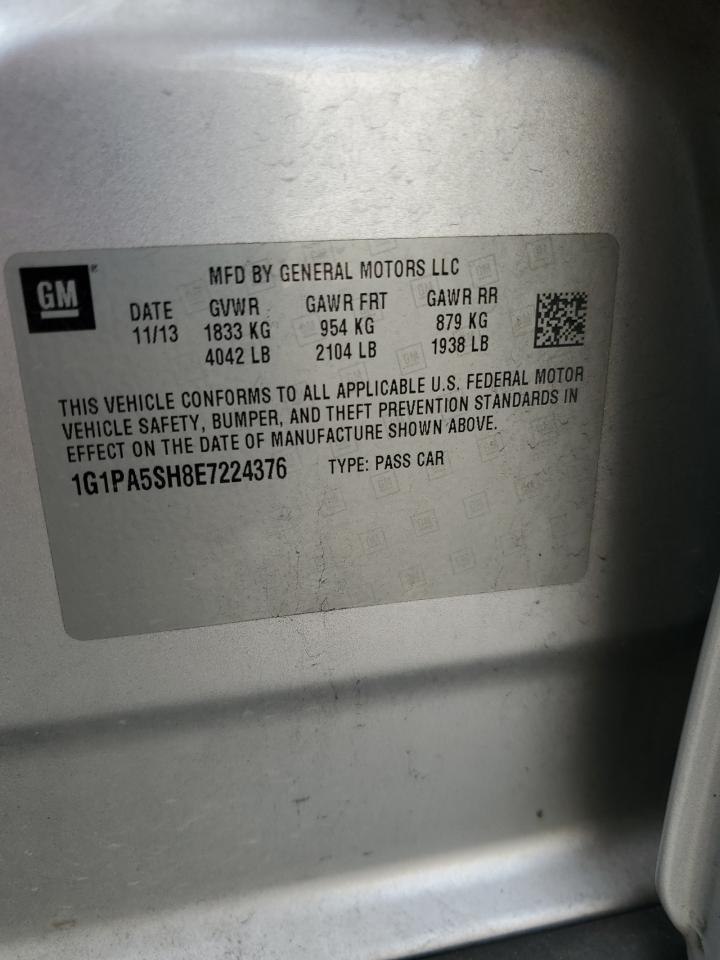 GM
MFD BY GENERAL MOTORS LLC
DATE GVWR GAWR FRT GAWR RR
11/13 1833 KG 954 KG 879 KG
4042 LB 2104 LB 1938 LB
THIS VEHICLE CONFORMS TO ALL APPLICABLE U.S. FEDERAL MOTOR
VEHICLE SAFETY, BUMPER, AND THEFT PREVENTION STANDARDS IN
EFFECT ON THE DATE OF MANUFACTURE SHOWN ABOVE.
1G1PA5SH8E7224376 TYPE: PASS CAR